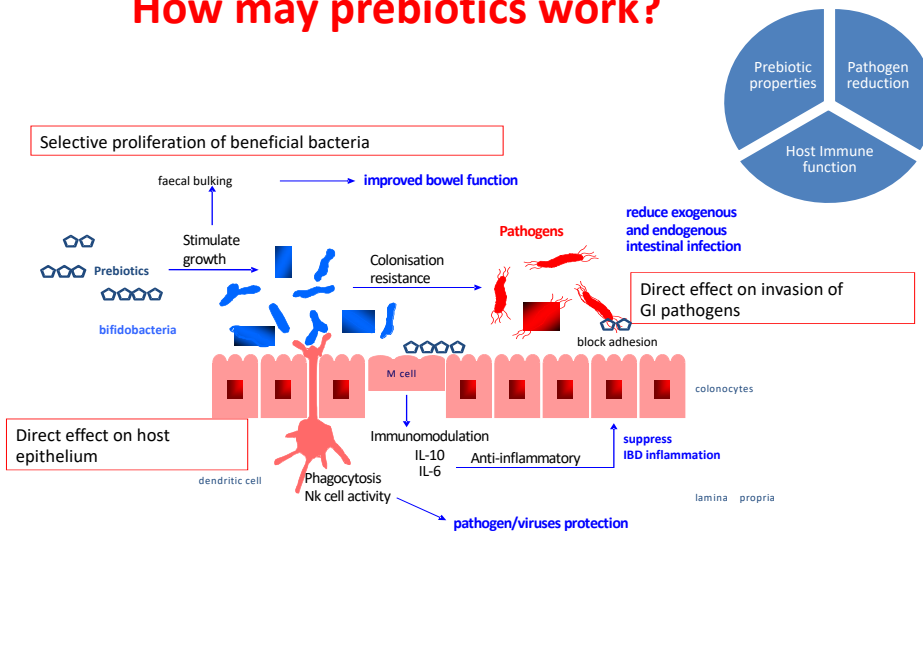 How may prebiotics work?
Prebiotic
properties
Pathogen
reduction
Host Immune
function
Selective proliferation of beneficial bacteria
faecal bulking
improved bowel function
Stimulate
growth
Prebiotics
bifidobacteria
Colonisation
resistance
Pathogens
reduce exogenous
and endogenous
intestinal infection
Direct effect on invasion of
GI pathogens
block adhesion
M cell
colonocytes
Direct effect on host
epithelium
Immunomodulation
IL-10
IL-6
Anti-inflammatory
suppress
IBD inflammation
dendritic cell
Phagocytosis
Nk cell activity
lamina propria
pathogen/viruses protection